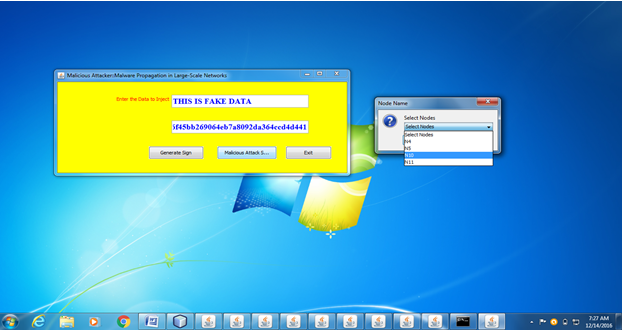 Malicious Attacker::Malware Propagation in Large-Scale Networks
Enter the Data to Inject
THIS IS FAKE DATA
5f45bb269064eb7a8092da364ccd4d441
Generate Sign
Malicious Attack S...
Exit
Node Name
Select Nodes
Select Nodes
Select Nodes
N4
N5
N10
N11
7:27 AM
12/14/2016